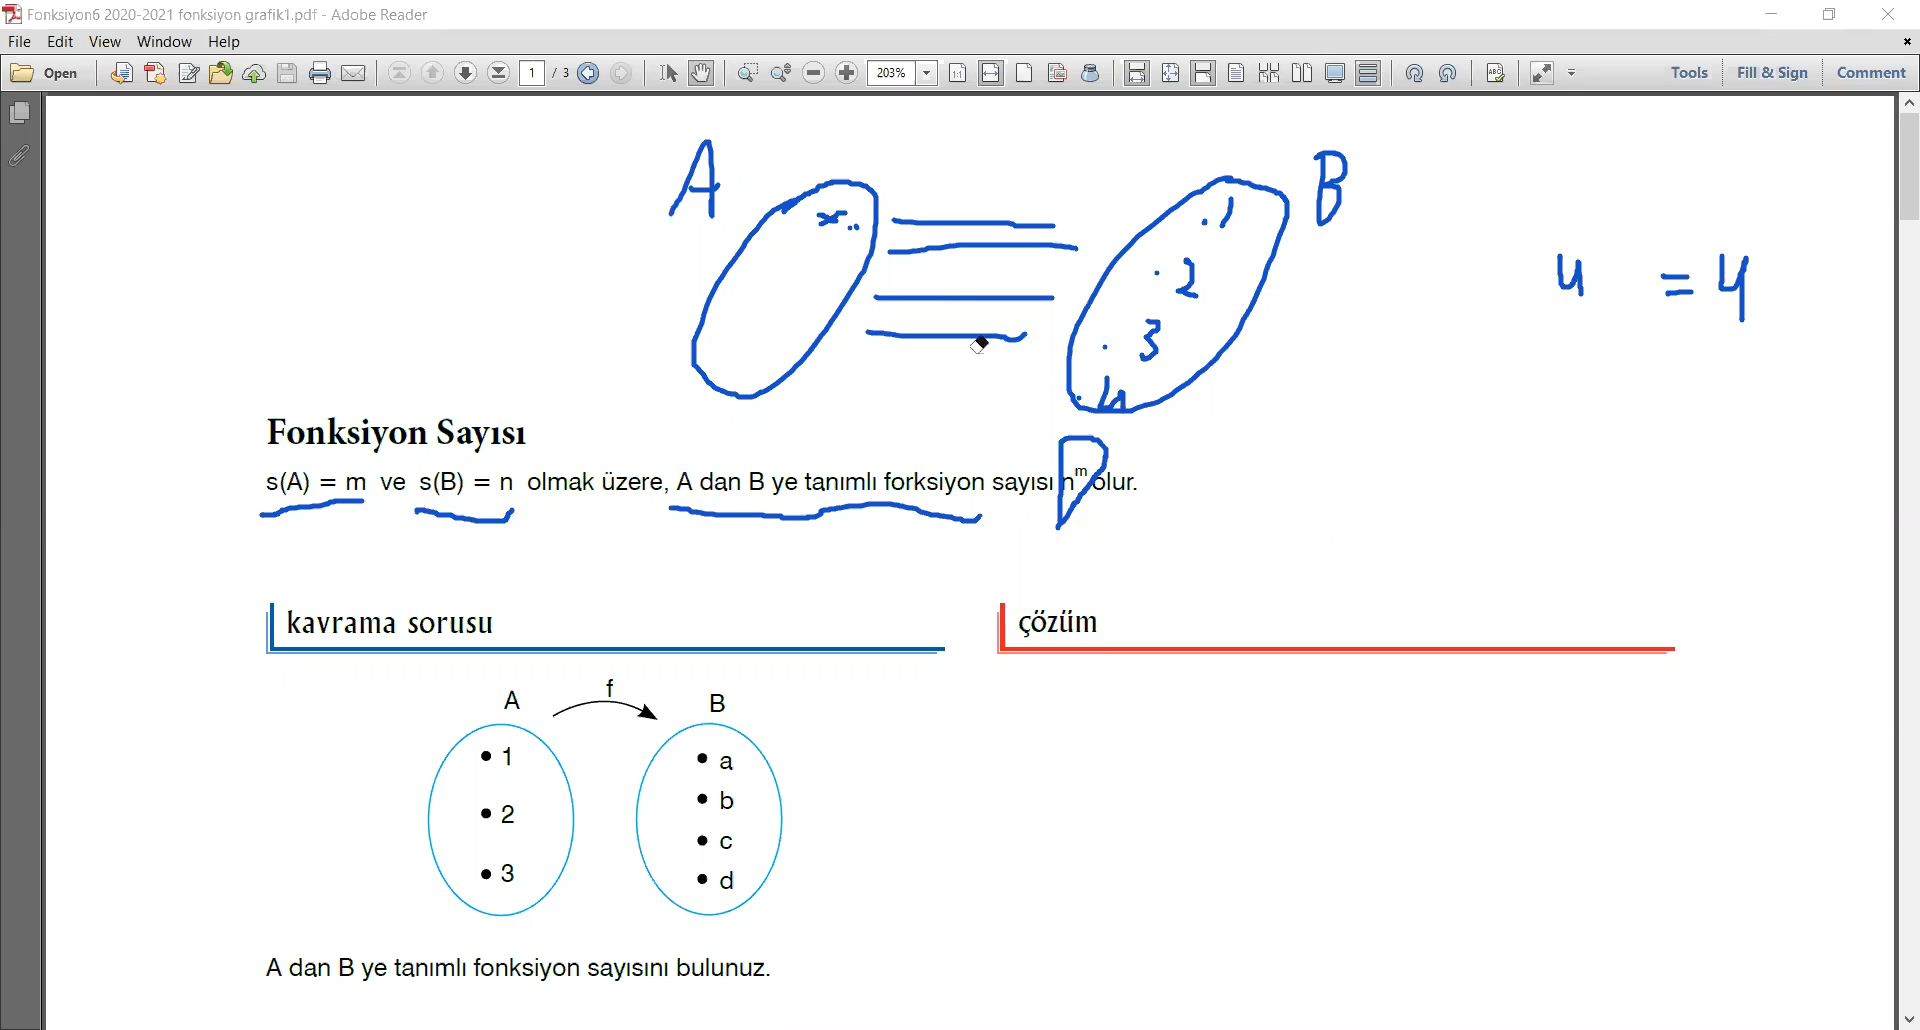 Fonksiyon6 2020-2021 fonksiyon grafik1.pdf - Adobe Reader
File Edit View Window Help
Open 1 / 3 203% Tools Fill & Sign Comment
A B
x 1
2
3
4
4 = 4
Fonksiyon Sayısı
s(A) = m ve s(B) = n olmak üzere, A dan B ye tanımlı forksiyon sayısı n^m olur.
kavrama sorusu
çözüm
f
A B
1 a
2 b
3 c
d
A dan B ye tanımlı fonksiyon sayısını bulunuz.